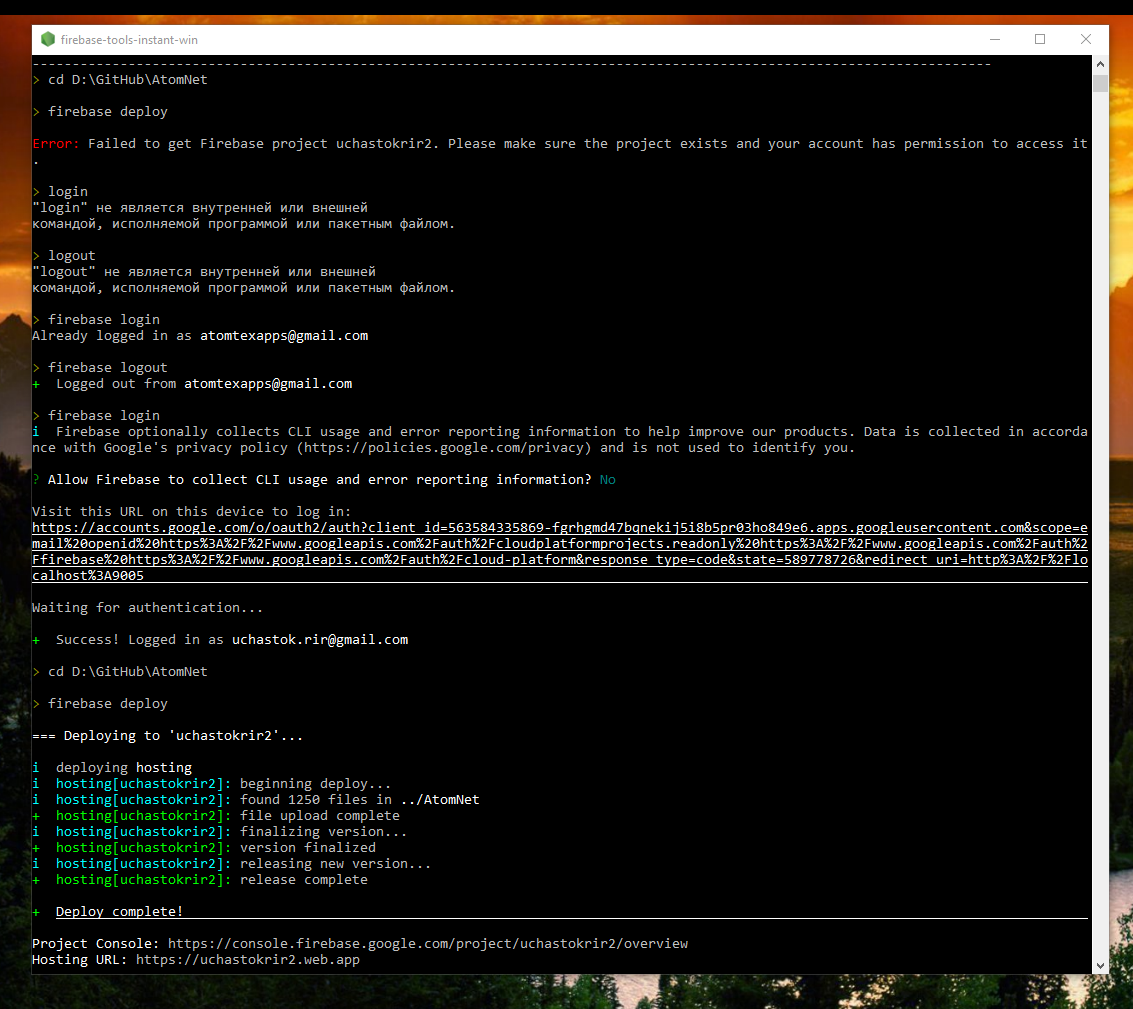 firebase-tools-instant-win
------------------------------------------------------------------------------------------------------------------------
> cd D:\GitHub\AtomNet
> firebase deploy
Error: Failed to get Firebase project uchastokrir2. Please make sure the project exists and your account has permission to access it
.
> login
"login" не является внутренней или внешней
командой, исполняемой программой или пакетным файлом.
> logout
"logout" не является внутренней или внешней
командой, исполняемой программой или пакетным файлом.
> firebase login
Already logged in as atomtexapps@gmail.com
> firebase logout
+  Logged out from atomtexapps@gmail.com
> firebase login
i  Firebase optionally collects CLI usage and error reporting information to help improve our products. Data is collected in accorda
nce with Google's privacy policy (https://policies.google.com/privacy) and is not used to identify you.
? Allow Firebase to collect CLI usage and error reporting information? No
Visit this URL on this device to log in:
https://accounts.google.com/o/oauth2/auth?client_id=563584335869-fgrhgmd47bqnekij5i8b5pr03ho849e6.apps.googleusercontent.com&scope=e
mail%20openid%20https%3A%2F%2Fwww.googleapis.com%2Fauth%2Fcloudplatformprojects.readonly%20https%3A%2F%2Fwww.googleapis.com%2Fauth%2
Ffirebase%20https%3A%2F%2Fwww.googleapis.com%2Fauth%2Fcloud-platform&response_type=code&state=589778726&redirect_uri=http%3A%2F%2Flo
calhost%3A9005
Waiting for authentication...
+  Success! Logged in as uchastok.rir@gmail.com
> cd D:\GitHub\AtomNet
> firebase deploy
=== Deploying to 'uchastokrir2'...
i  deploying hosting
i  hosting[uchastokrir2]: beginning deploy...
i  hosting[uchastokrir2]: found 1250 files in ../AtomNet
+  hosting[uchastokrir2]: file upload complete
i  hosting[uchastokrir2]: finalizing version...
+  hosting[uchastokrir2]: version finalized
i  hosting[uchastokrir2]: releasing new version...
+  hosting[uchastokrir2]: release complete
+  Deploy complete!
Project Console: https://console.firebase.google.com/project/uchastokrir2/overview
Hosting URL: https://uchastokrir2.web.app